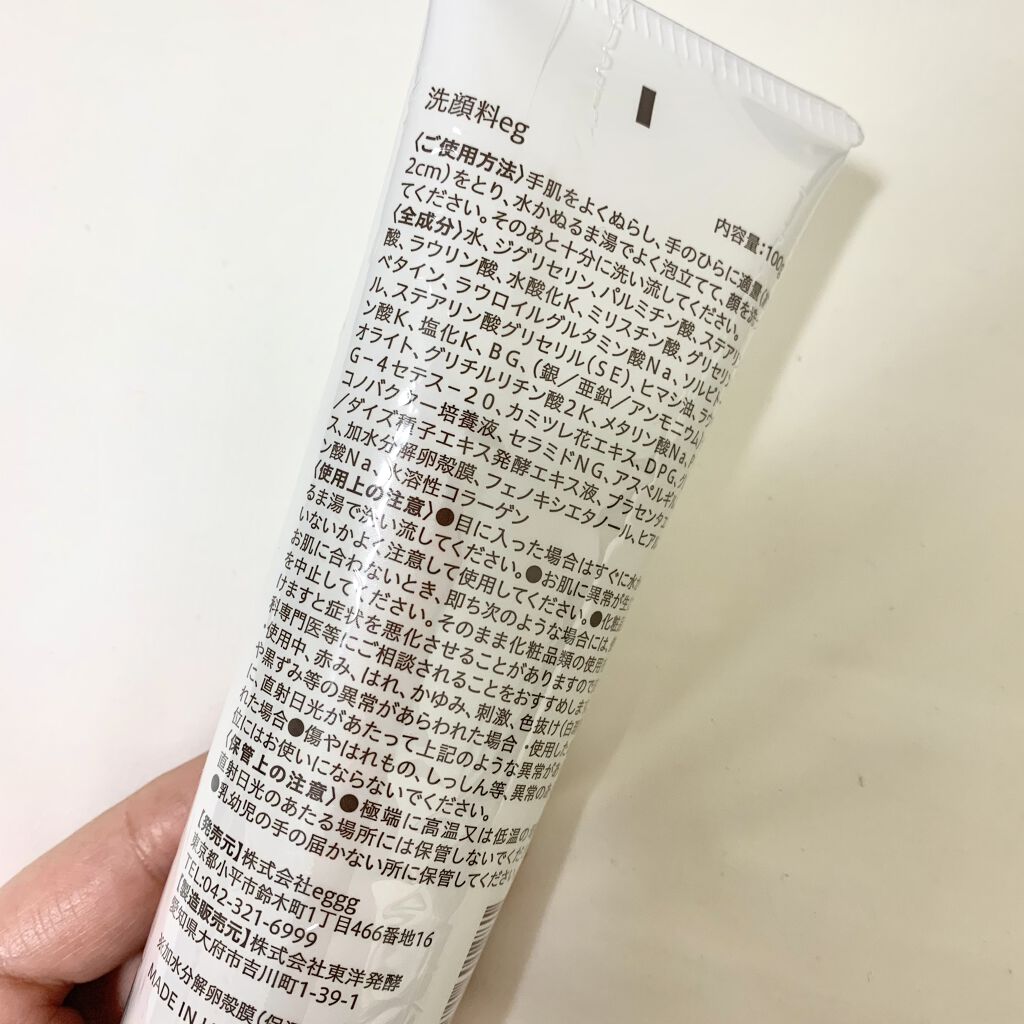 洗顔料eg
内容量:100g
〈ご使用方法〉手肌をよくぬらし、手のひらに適量(
2cm)をとり、水かぬるま湯でよく泡立てて、顔を洗
てください。そのあと十分に洗い流してください。
〈全成分〉水、ジグリセリン、パルミチン酸、ステアリン
酸、ラウリン酸、水酸化K、ミリスチン酸、グリセリン
ベタイン、ラウロイルグルタミン酸Na、ソルビトー
ル、ステアリン酸グリセリル(SE)、ヒマシ油、ラウ
ン酸K、塩化K、BG、(銀/亜鉛/アンモニウム)
オライト、グリチルリチン酸2K、メタリン酸Na、
G-4セテス-20、カミツレ花エキス、DPG、グ
コノバクター培養液、セラミドNG、アスペルギル
/ダイズ種子エキス発酵エキス液、プラセンタエ
ス、加水分解卵殻膜、フェノキシエタノール、ヒアル
ン酸Na、水溶性コラーゲン
〈使用上の注意〉●目に入った場合はすぐに水か
るま湯で洗い流してください。●お肌に異常が生
いないかよく注意して使用してください。●化粧品
お肌に合わないとき、即ち次のような場合には、
を中止してください。そのまま化粧品類の使用
けますと症状を悪化させることがありますので、
科専門医等にご相談されることをおすすめしま
・使用中、赤み、はれ、かゆみ、刺激、色抜け(白斑
や黒ずみ等の異常があらわれた場合・使用した
に、直射日光があたって上記のような異常があ
れた場合●傷やはれもの、しっしん等、異常のあ
位にはお使いにならないでください。
〈保管上の注意〉●極端に高温又は低温の
直射日光のあたる場所には保管しないでくだ
●乳幼児の手の届かない所に保管してください
【発売元】株式会社eggg
東京都小平市鈴木町1丁目466番地16
TEL.042-321-6999
【製造販売元】株式会社東洋発酵
愛知県大府市吉川町1-39-1
※加水分解卵殻膜(保湿
MADE IN